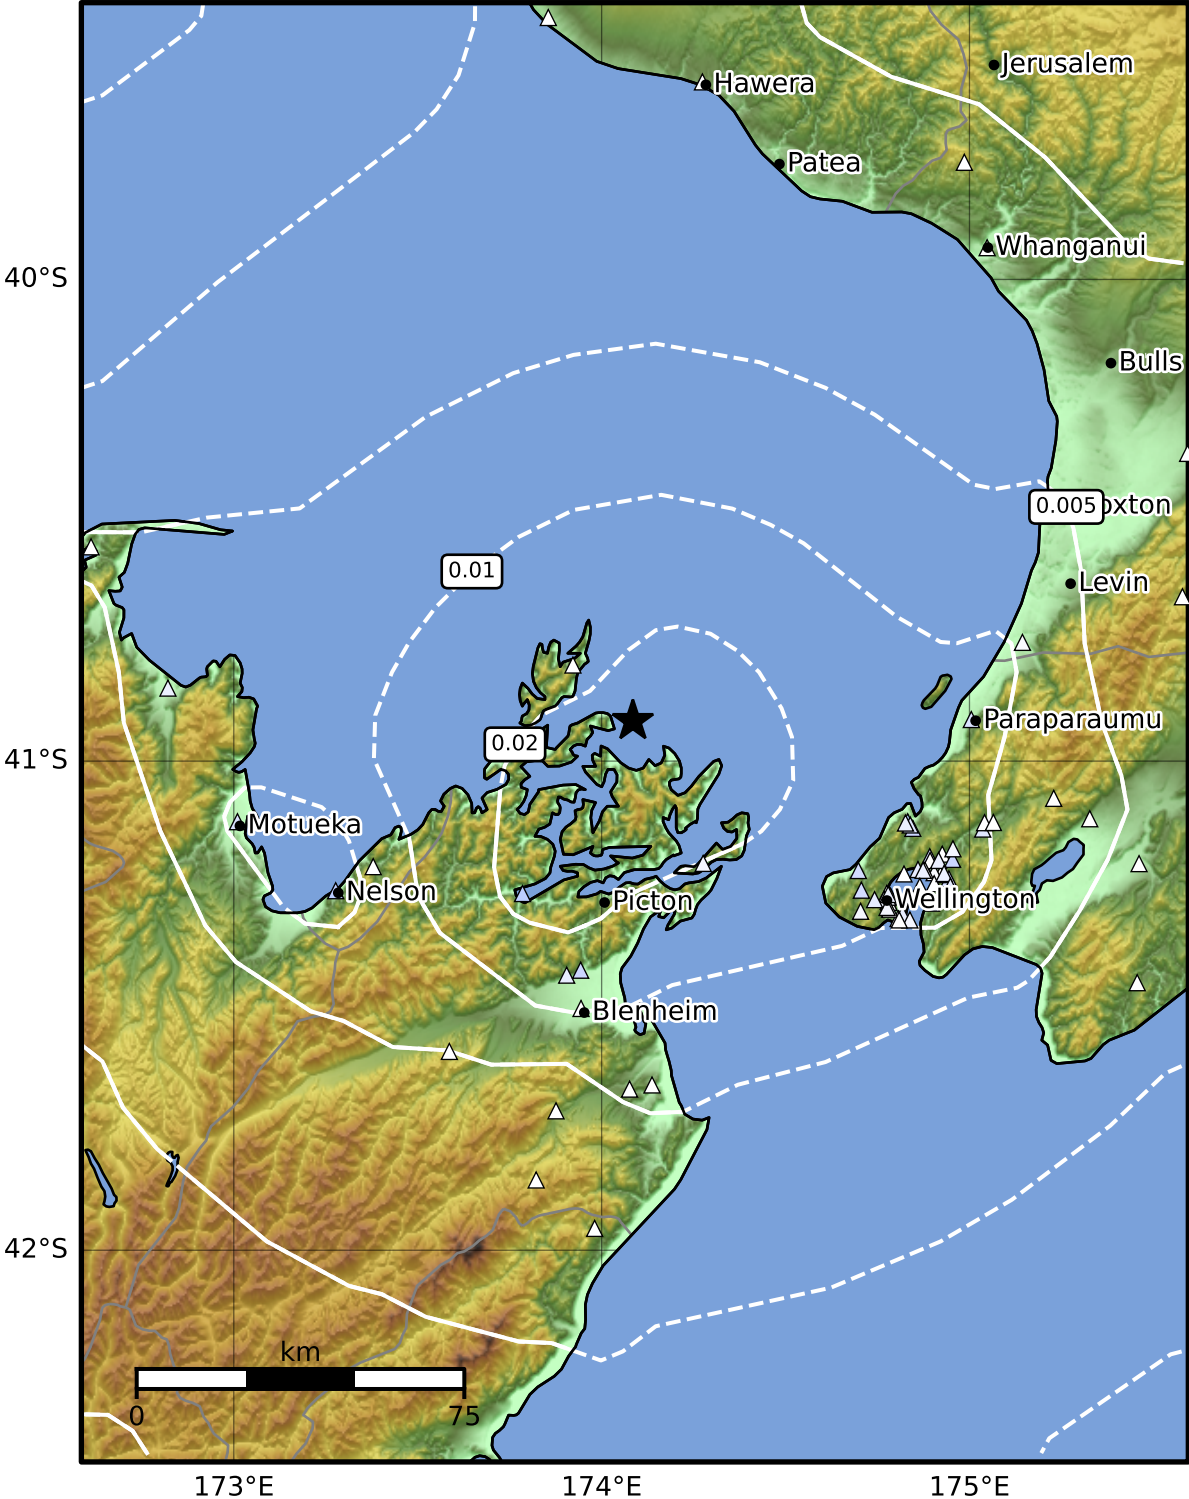 Jerusalem
Hawera
Patea
Whanganui
40°S
Bulls
0.005
oxton
0.01
Levin
Paraparaumu
0.02
41°S
Motueka
Nelson
Picton
Wellington
Blenheim
42°S
km
0
75
173°E
174°E
175°E